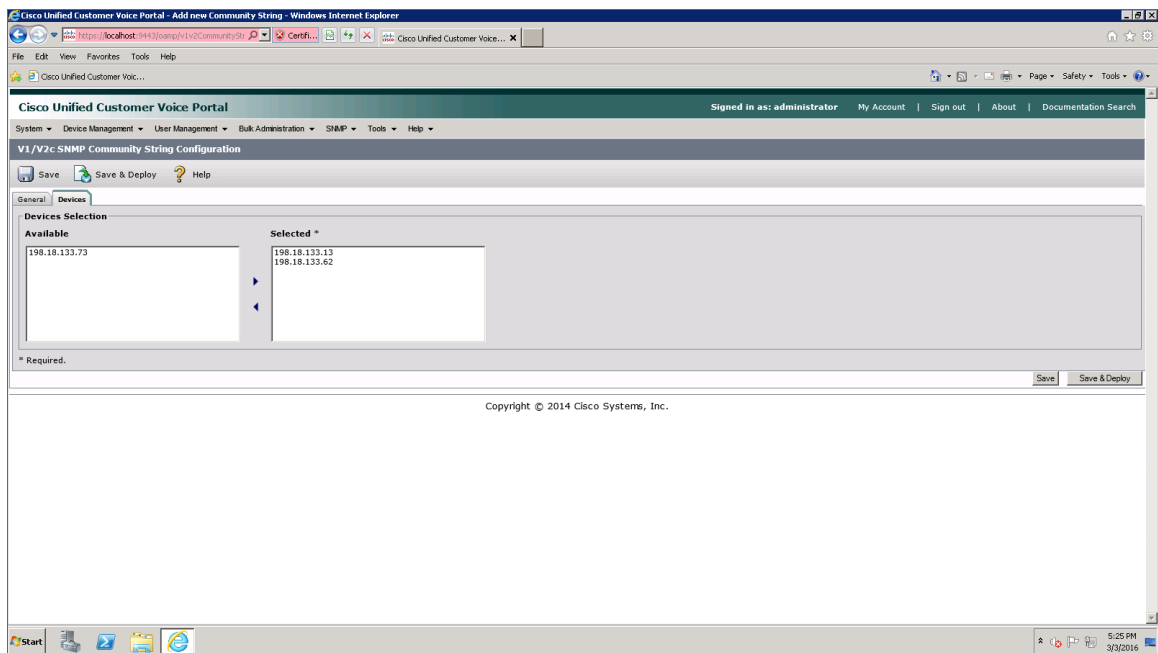 Cisco Unified Customer Voice Portal - Add new Community String - Windows Internet Explorer
https://localhost:9443/oamp/v1v2CommunityStr
Certifi...
Cisco Unified Customer Voice...
File Edit View Favorites Tools Help
Cisco Unified Customer Voic...
Page Safety Tools
Cisco Unified Customer Voice Portal
Signed in as: administrator My Account | Sign out | About | Documentation Search
System Device Management User Management Bulk Administration SNMP Tools Help
V1/V2c SNMP Community String Configuration
Save Save & Deploy Help
General Devices
Devices Selection
Available Selected *
198.18.133.73 198.18.133.13
198.18.133.62
* Required.
Save Save & Deploy
Copyright © 2014 Cisco Systems, Inc.
Start
5:25 PM
3/3/2016